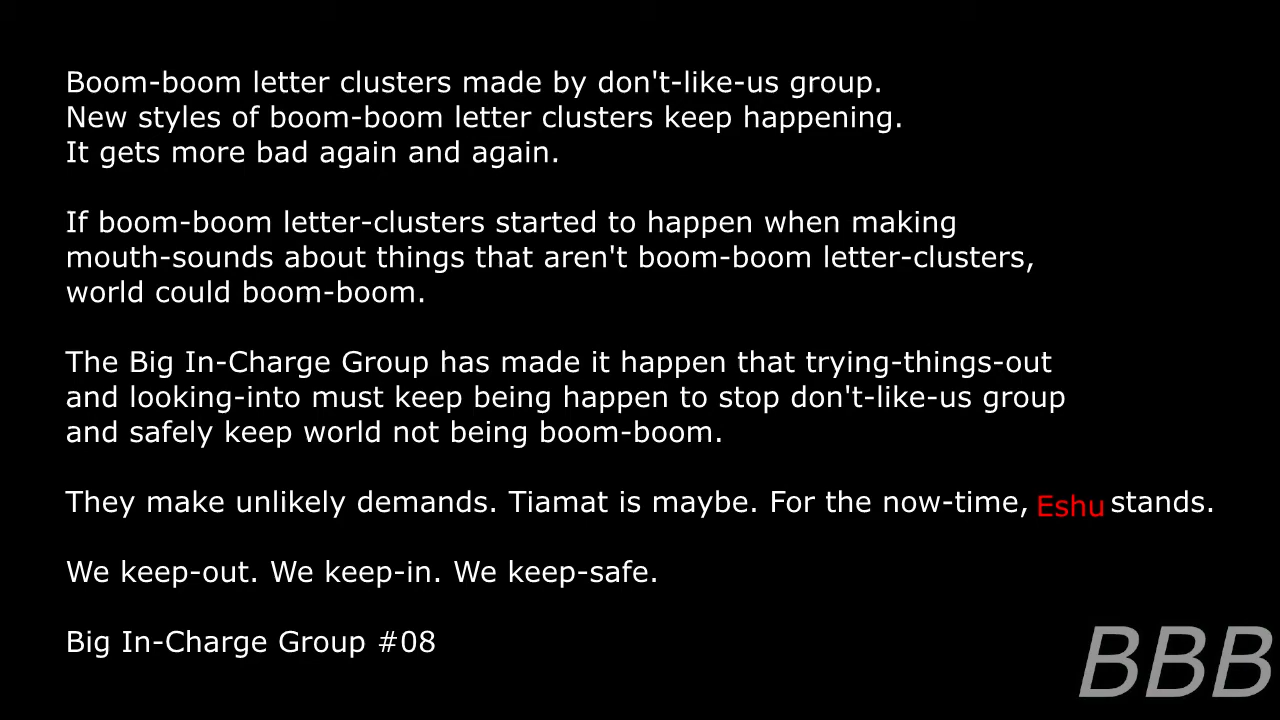 Boom-boom letter clusters made by don't-like-us group.
New styles of boom-boom letter clusters keep happening.
It gets more bad again and again.
If boom-boom letter-clusters started to happen when making
mouth-sounds about things that aren't boom-boom letter-clusters,
world could boom-boom.
The Big In-Charge Group has made it happen that trying-things-out
and looking-into must keep being happen to stop don't-like-us group
and safely keep world not being boom-boom.
They make unlikely demands. Tiamat is maybe. For the now-time, Eshu stands.
We keep-out. We keep-in. We keep-safe.
Big In-Charge Group #08
BBB